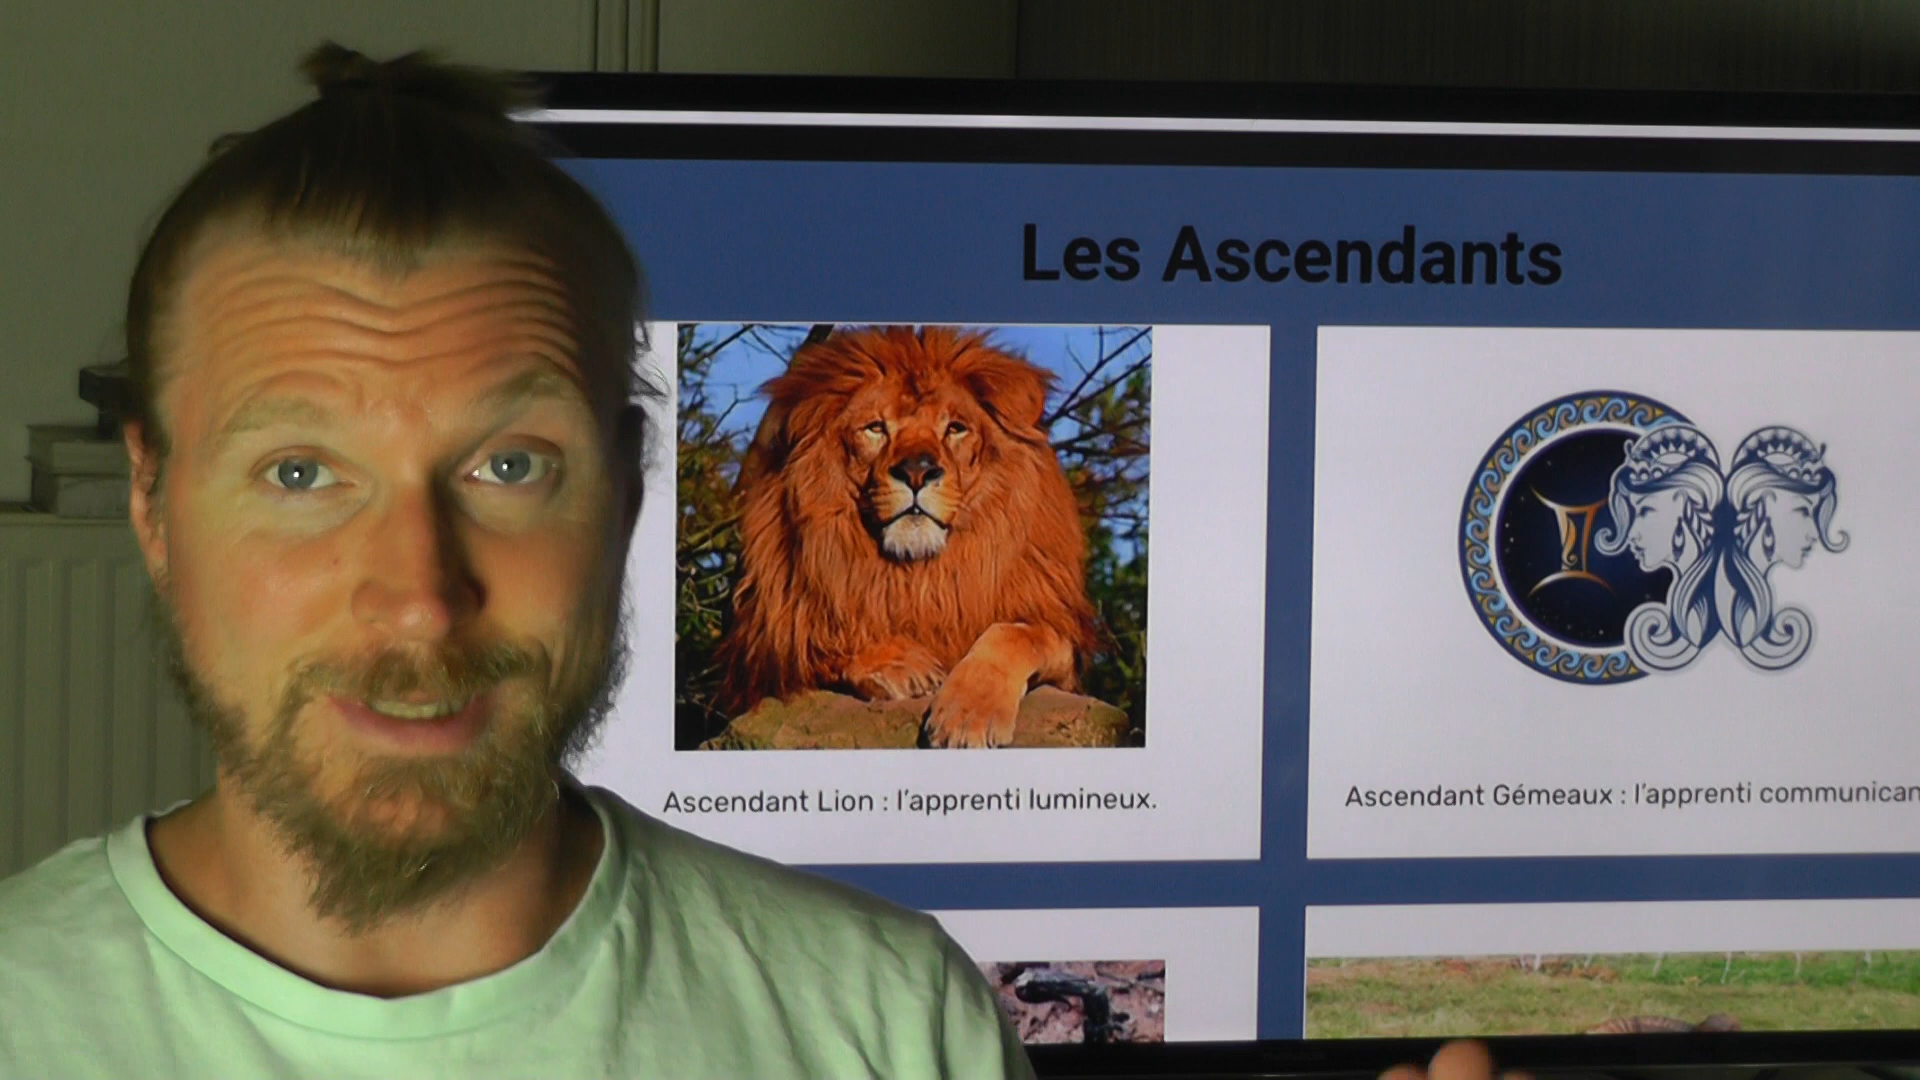 Les Ascendants
Ascendant Lion : l'apprenti lumineux.
Ascendant Gémeaux : l'apprenti communican